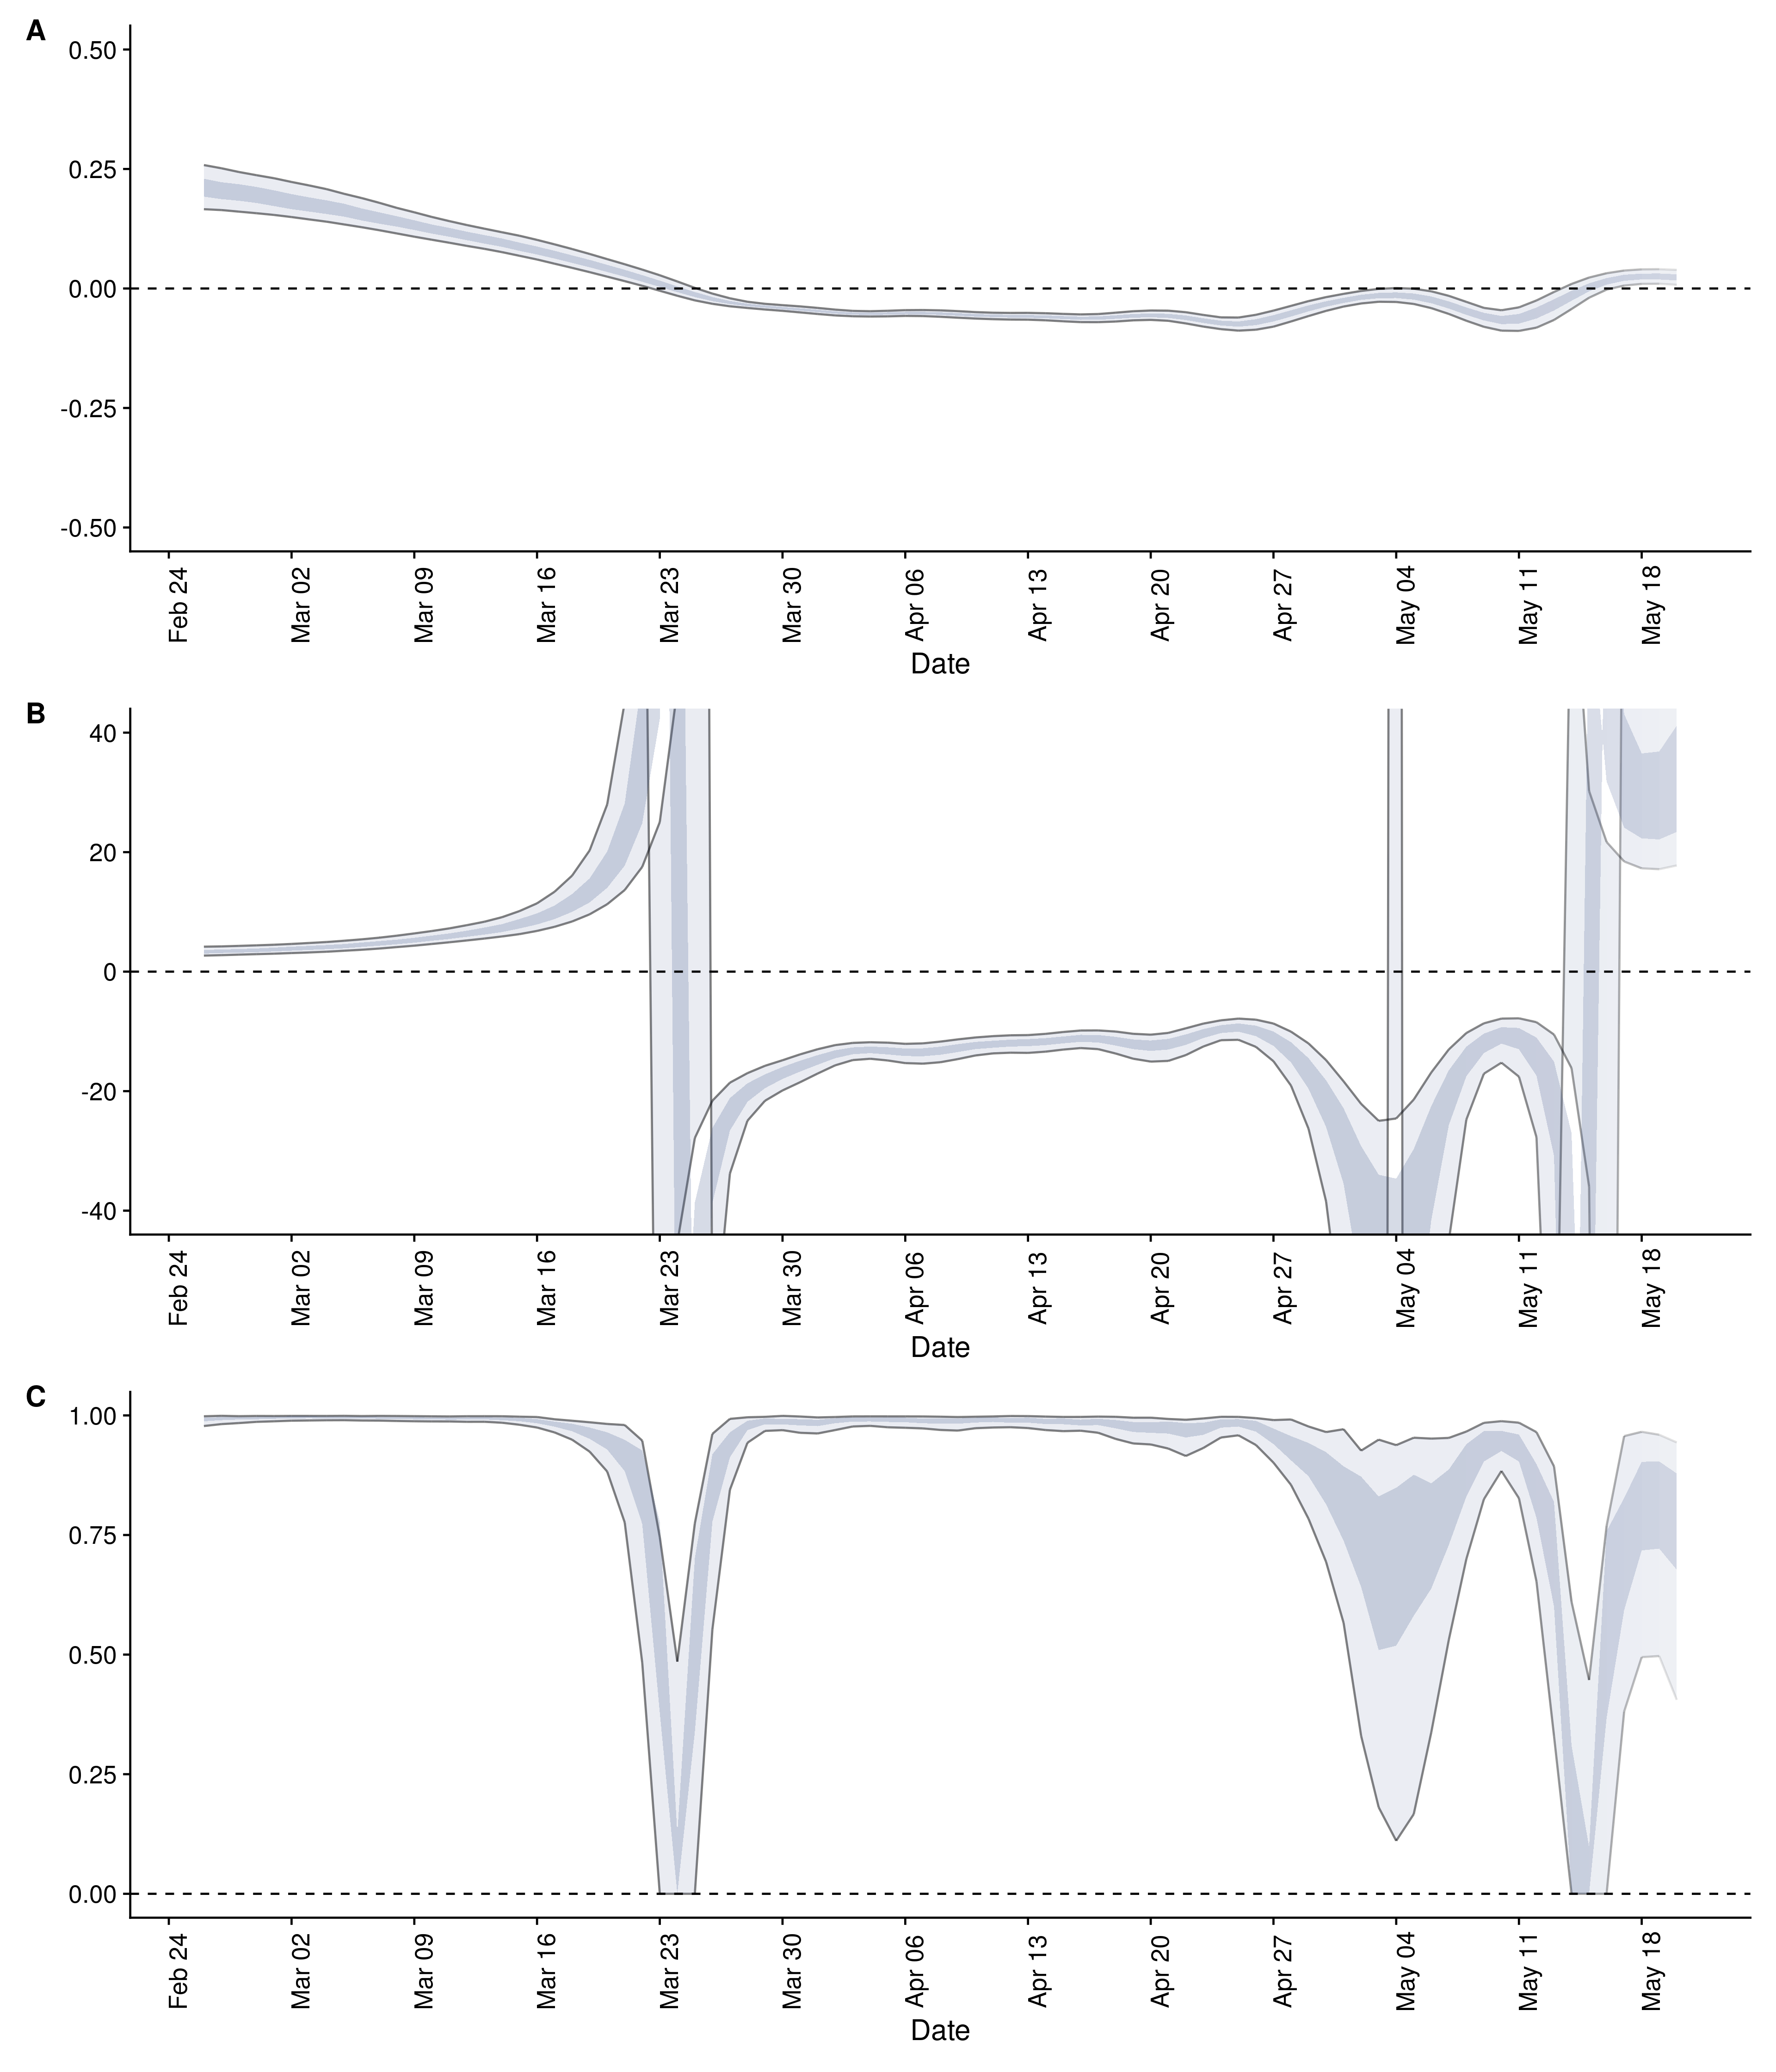 A
0.50
0.25
0.00
-0.25
-0.50
Feb 24
Mar 02
Mar 09
Mar 16
Mar 23
Mar 30
Apr 06
Apr 13
Apr 20
Apr 27
May 04
May 11
May 18
Date
B
40
20
0
-20
-40
Feb 24
Mar 02
Mar 09
Mar 16
Mar 23
Mar 30
Apr 06
Apr 13
Apr 20
Apr 27
May 04
May 11
May 18
Date
C
1.00
0.75
0.50
0.25
0.00
Feb 24
Mar 02
Mar 09
Mar 16
Mar 23
Mar 30
Apr 06
Apr 13
Apr 20
Apr 27
May 04
May 11
May 18
Date